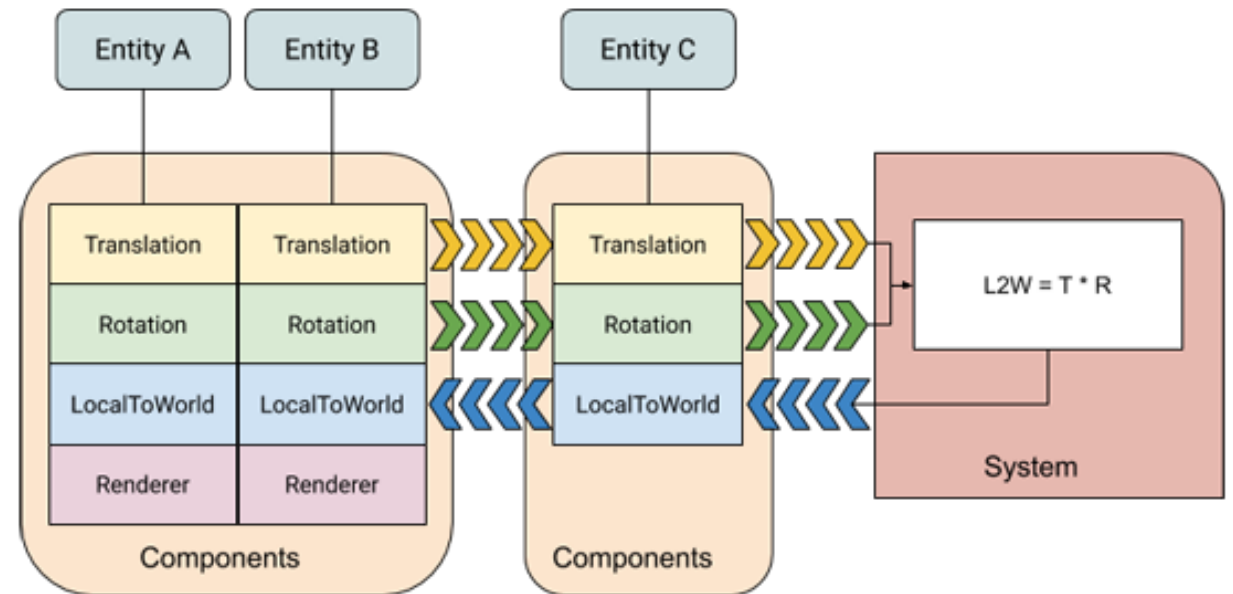 Entity A
Entity B
Entity C
Translation
Translation
Translation
L2W = T * R
Rotation
Rotation
Rotation
LocalToWorld
LocalToWorld
LocalToWorld
System
Renderer
Renderer
Components
Components